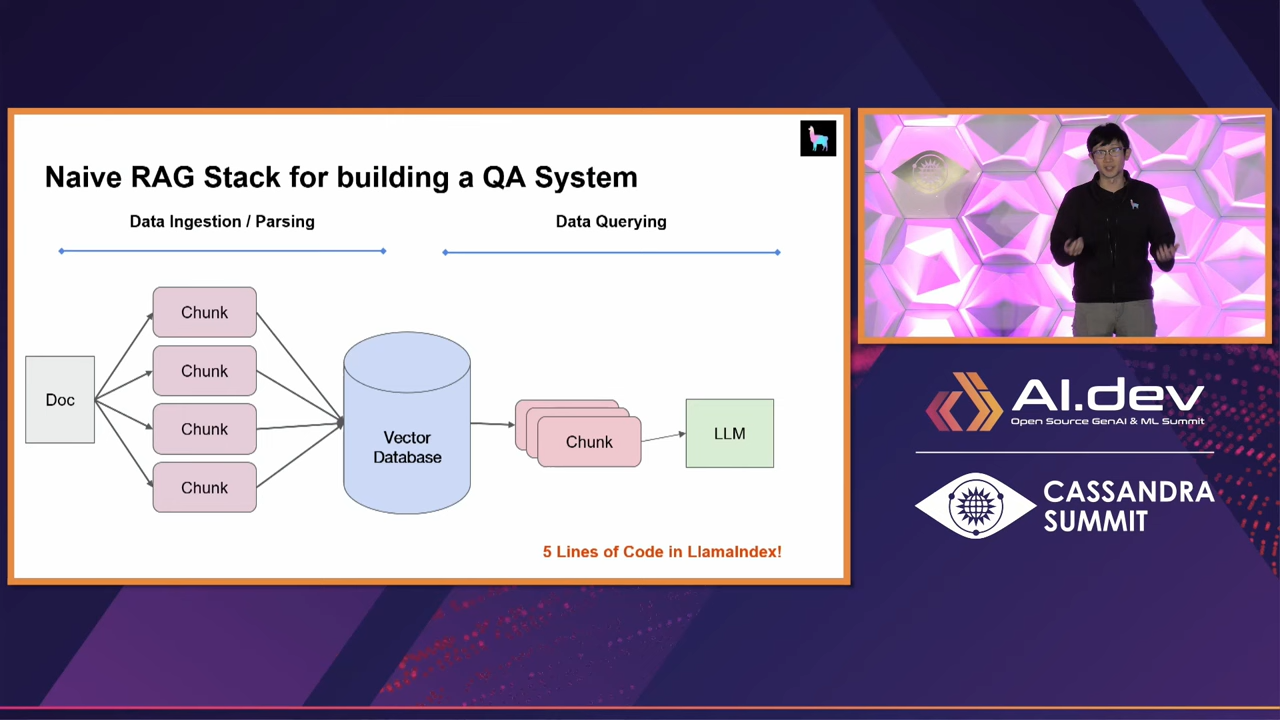 Naive RAG Stack for building a QA System
Data Ingestion / Parsing
Data Querying
Doc
Chunk
Chunk
Chunk
Chunk
Vector
Database
Chunk
LLM
5 Lines of Code in LlamaIndex!
AI.dev
Open Source GenAI & ML Summit
CASSANDRA
SUMMIT